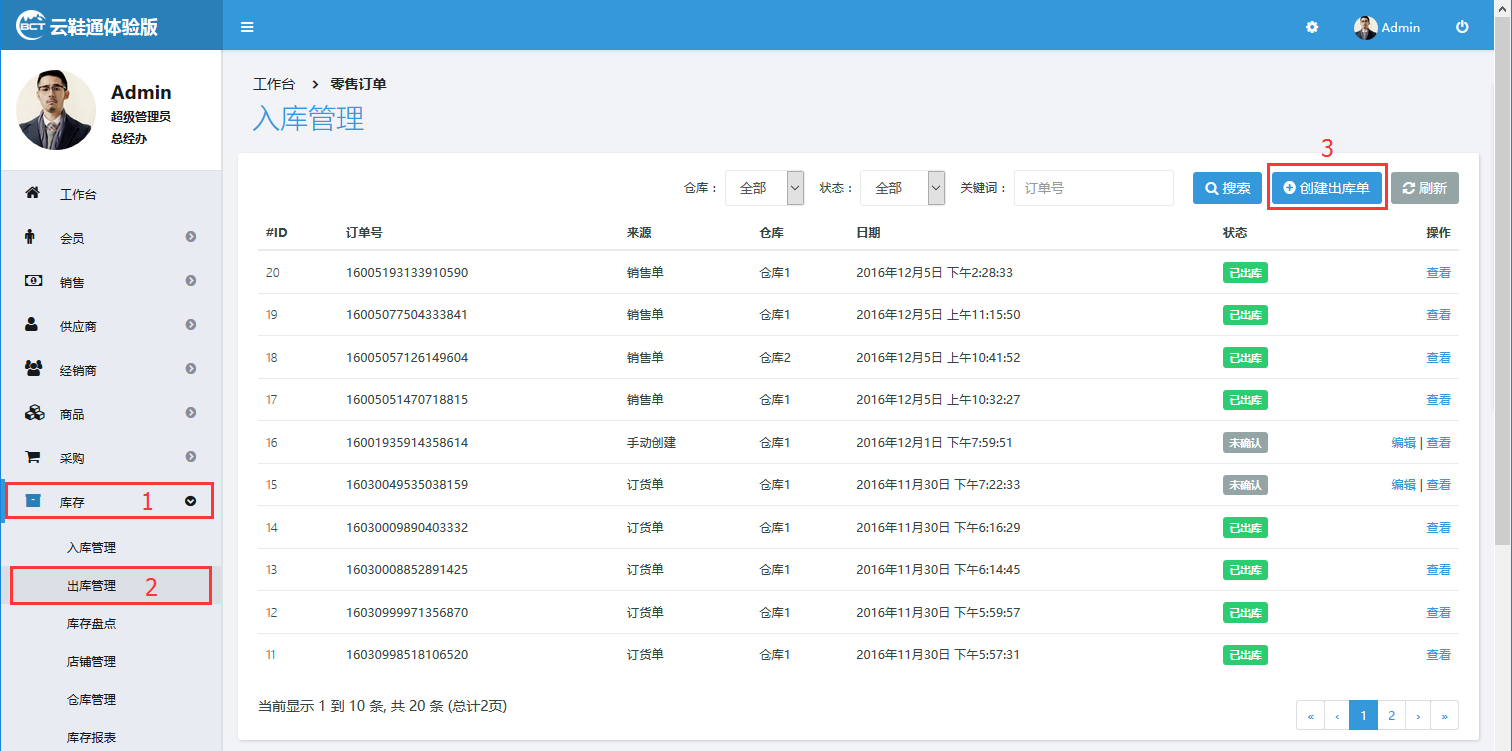 BCT 云鞋通体验版
Admin
Admin
超级管理员
总经办
工作台
会员
销售
供应商
经销商
商品
采购
库存 1
入库管理
出库管理 2
库存盘点
店铺管理
仓库管理
库存报表
工作台 > 零售订单
入库管理
3
仓库： 全部 状态： 全部 关键词： 订单号 搜索 创建出库单 刷新
#ID 订单号 来源 仓库 日期 状态 操作
20 16005193133910590 销售单 仓库1 2016年12月5日 下午2:28:33 已出库 查看
19 16005077504333841 销售单 仓库1 2016年12月5日 上午11:15:50 已出库 查看
18 16005057126149604 销售单 仓库2 2016年12月5日 上午10:41:52 已出库 查看
17 16005051470718815 销售单 仓库1 2016年12月5日 上午10:32:27 已出库 查看
16 16001935914358614 手动创建 仓库1 2016年12月1日 下午7:59:51 未确认 编辑 | 查看
15 16030049535038159 订货单 仓库1 2016年11月30日 下午7:22:33 未确认 编辑 | 查看
14 16030009890403332 订货单 仓库1 2016年11月30日 下午6:16:29 已出库 查看
13 16030008852891425 订货单 仓库1 2016年11月30日 下午6:14:45 已出库 查看
12 16030999971356870 订货单 仓库1 2016年11月30日 下午5:59:57 已出库 查看
11 16030998518106520 订货单 仓库1 2016年11月30日 下午5:57:31 已出库 查看
当前显示 1 到 10 条, 共 20 条 (总计2页)
« ‹ 1 2 › »